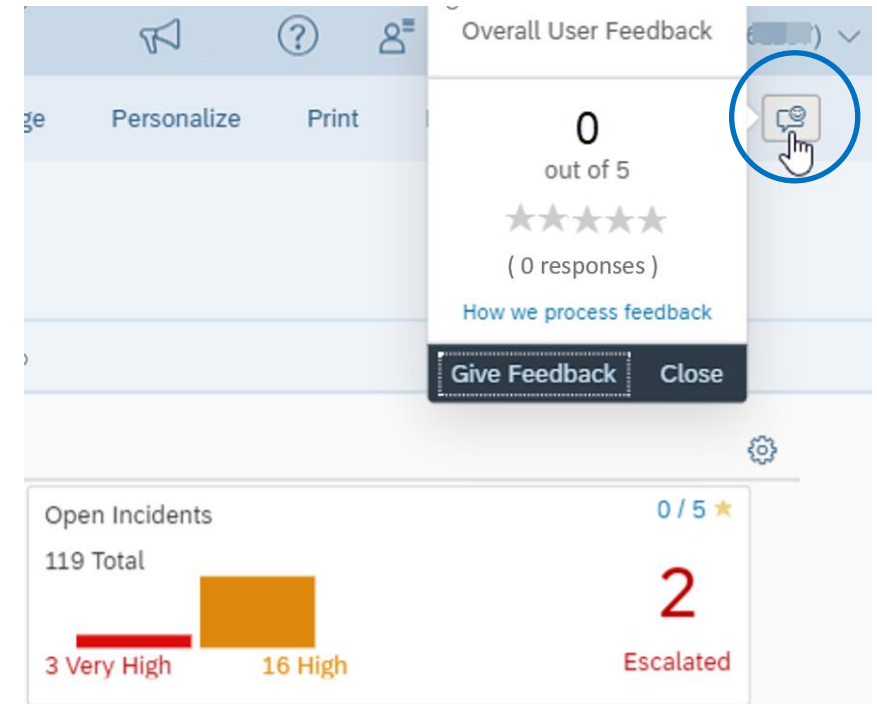 Overall User Feedback
)
ge Personalize Print
0
out of 5
( 0 responses )
How we process feedback
Give Feedback Close
Open Incidents
0 / 5
119 Total
2
3 Very High 16 High
Escalated